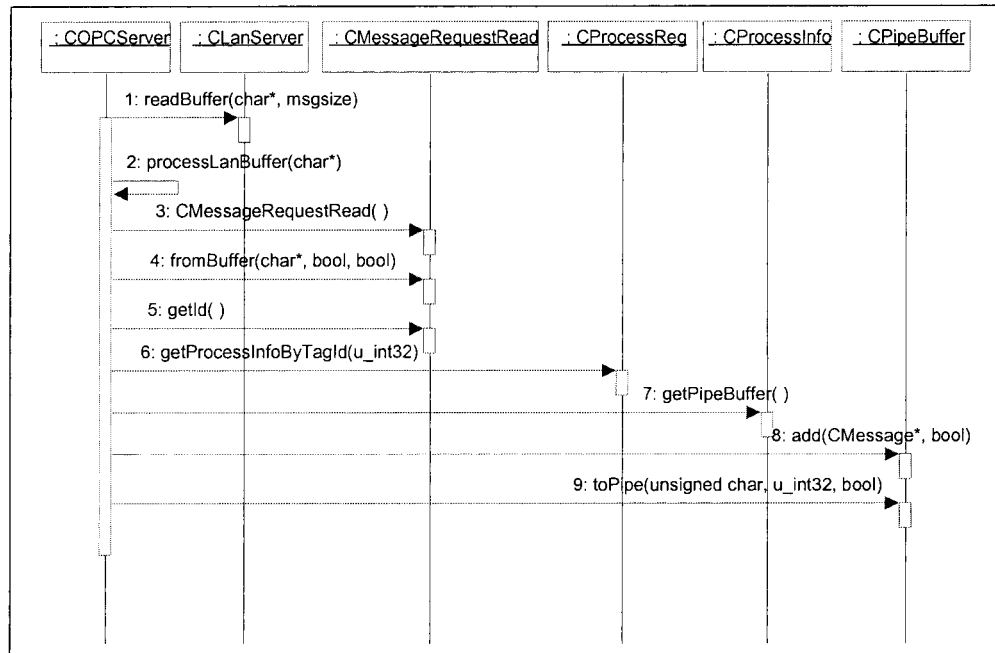 : COPCServer : CLanServer : CMessageRequestRead : CProcessReg : CProcessInfo : CPipeBuffer
1: readBuffer(char*, msgsize)
2: processLanBuffer(char*)
3: CMessageRequestRead( )
4: fromBuffer(char*, bool, bool)
5: getId( )
6: getProcessInfoByTagId(u_int32)
7: getPipeBuffer( )
8: add(CMessage*, bool)
9: toPipe(unsigned char, u_int32, bool)